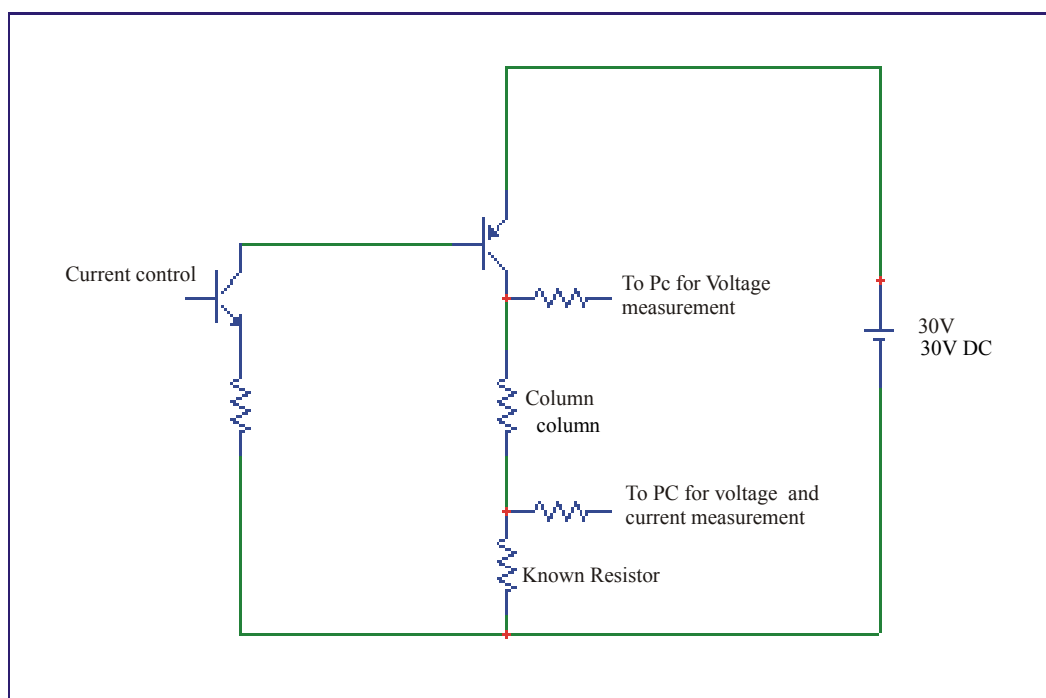 Current control
To Pc for Voltage
measurement
30V
30V DC
Column
column
To PC for voltage and
current measurement
Known Resistor